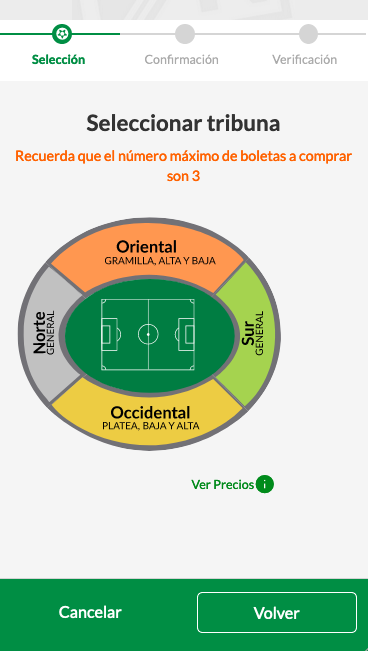 Selección
Confirmación
Verificación
Seleccionar tribuna
Recuerda que el número máximo de boletas a comprar
son 3
Oriental
GRAMILLA, ALTA Y BAJA
Norte
GENERAL
Sur
GENERAL
Occidental
PLATEA, BAJA Y ALTA
Ver Precios i
Cancelar
Volver